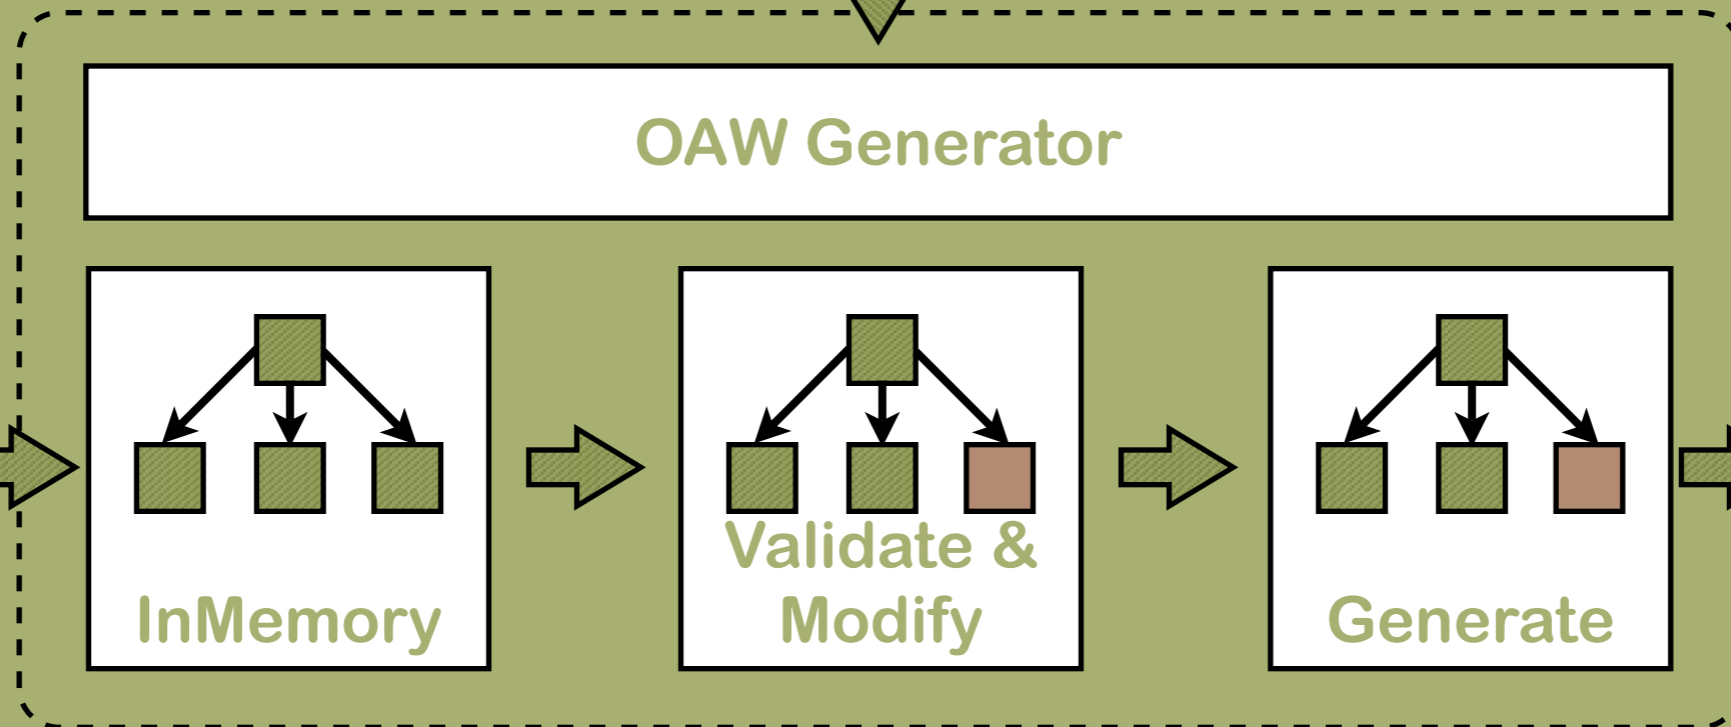 OAW Generator
InMemory
Validate &
Modify
Generate